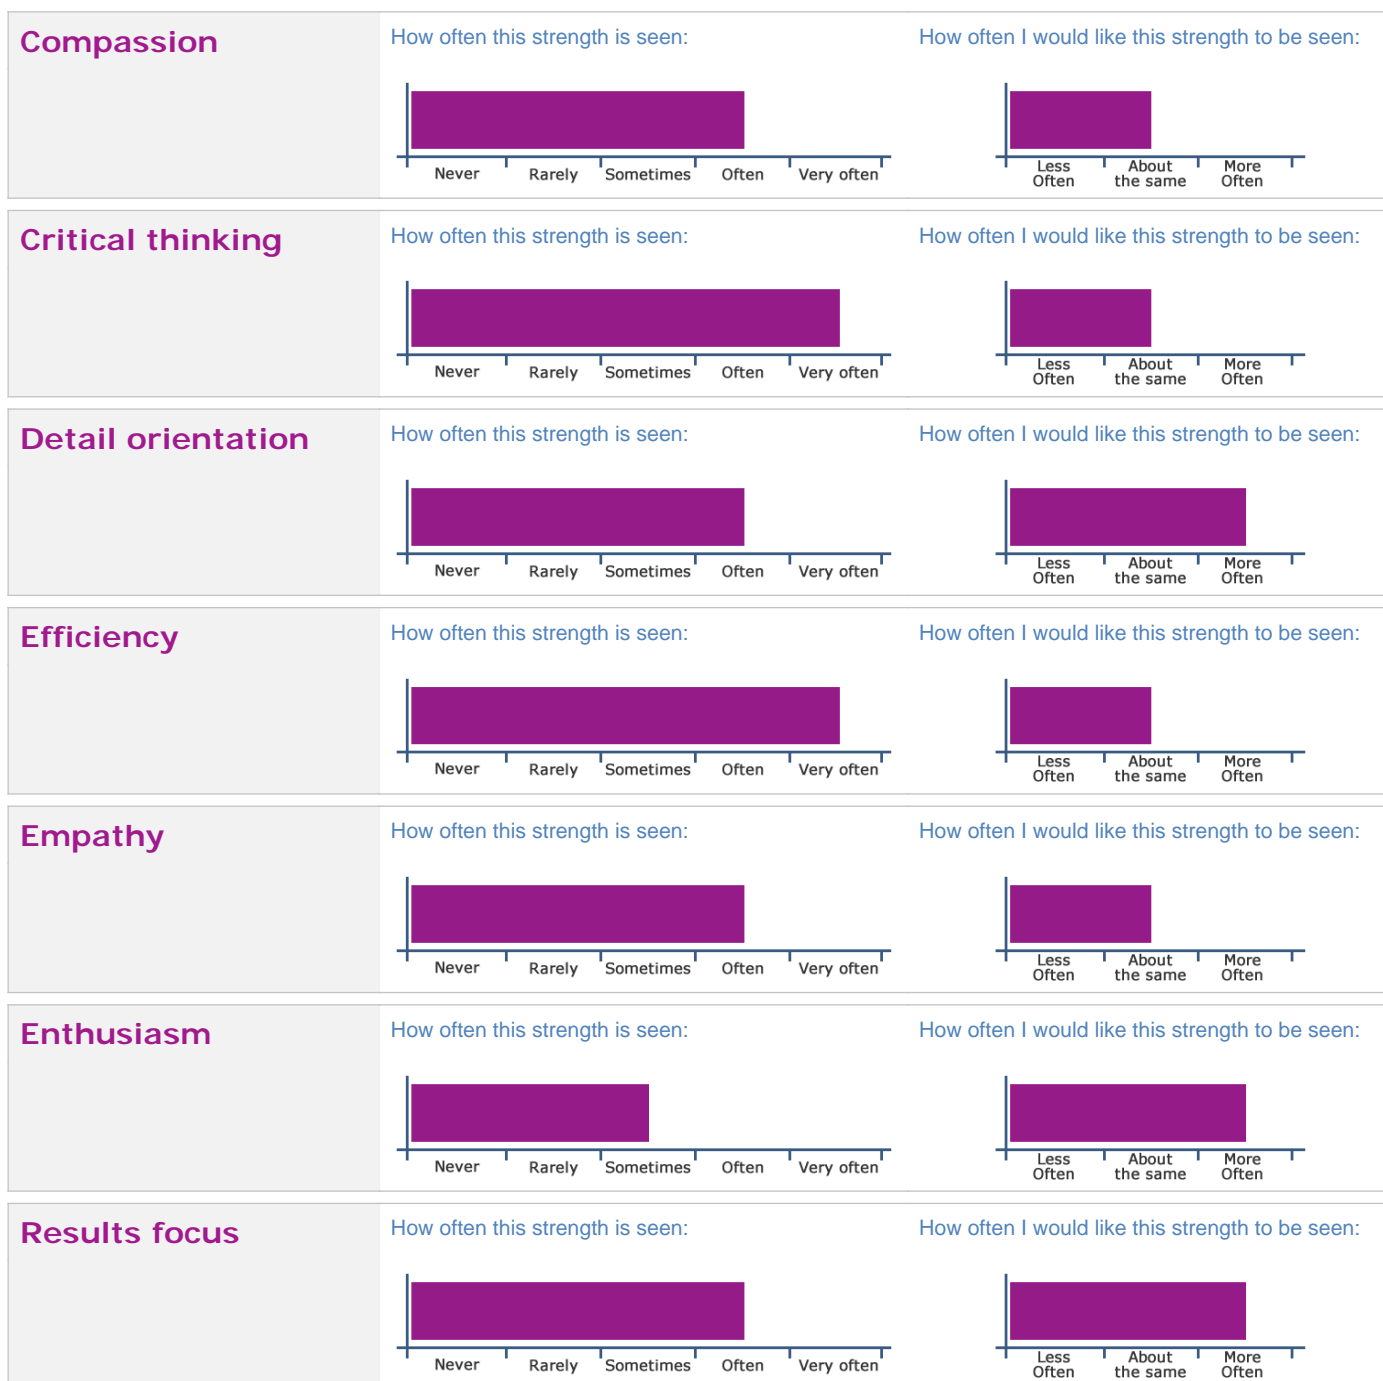 Compassion
How often this strength is seen:
How often I would like this strength to be seen:
Never Rarely Sometimes Often Very often
Less Often About the same More Often
Critical thinking
How often this strength is seen:
How often I would like this strength to be seen:
Never Rarely Sometimes Often Very often
Less Often About the same More Often
Detail orientation
How often this strength is seen:
How often I would like this strength to be seen:
Never Rarely Sometimes Often Very often
Less Often About the same More Often
Efficiency
How often this strength is seen:
How often I would like this strength to be seen:
Never Rarely Sometimes Often Very often
Less Often About the same More Often
Empathy
How often this strength is seen:
How often I would like this strength to be seen:
Never Rarely Sometimes Often Very often
Less Often About the same More Often
Enthusiasm
How often this strength is seen:
How often I would like this strength to be seen:
Never Rarely Sometimes Often Very often
Less Often About the same More Often
Results focus
How often this strength is seen:
How often I would like this strength to be seen:
Never Rarely Sometimes Often Very often
Less Often About the same More Often